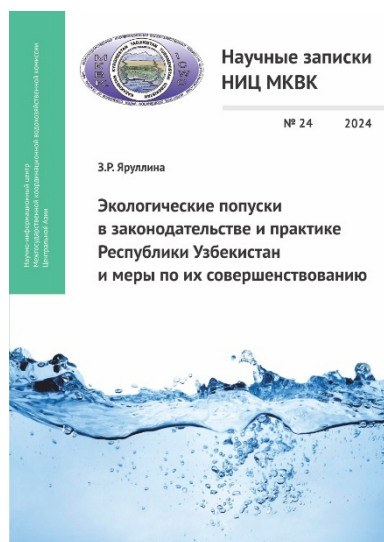 Научные записки
НИЦ МКВК
№ 24 2024
Научно-информационный центр
Межгосударственной координационной водохозяйственной комиссии
Центральной Азии
З.Р. Яруллина
Экологические попуски
в законодательстве и практике
Республики Узбекистан
и меры по их совершенствованию